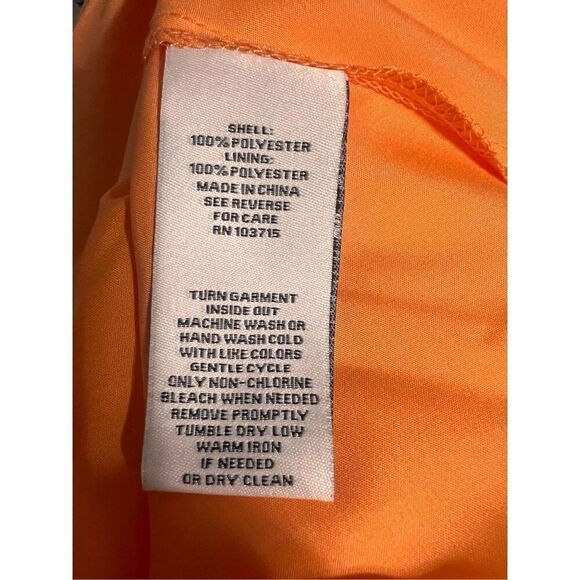 SHELL:
100% POLYESTER
LINING:
100% POLYESTER
MADE IN CHINA
SEE REVERSE
FOR CARE
RN 103715
TURN GARMENT
INSIDE OUT
MACHINE WASH OR
HAND WASH COLD
WITH LIKE COLORS
GENTLE CYCLE
ONLY NON-CHLORINE
BLEACH WHEN NEEDED
REMOVE PROMPTLY
TUMBLE DRY LOW
WARM IRON
IF NEEDED
OR DRY CLEAN